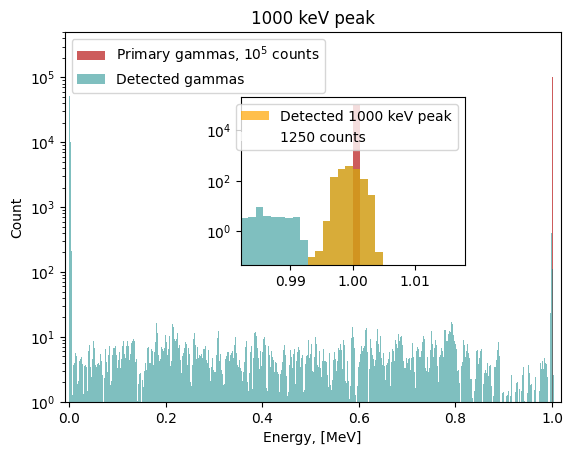 1000 keV peak
Primary gammas, 10⁵ counts
Detected gammas
Detected 1000 keV peak
1250 counts
10⁵
10⁴
10³
10²
10¹
10⁰
Count
10⁴
10²
10⁰
0.99 1.00 1.01
0.0 0.2 0.4 0.6 0.8 1.0
Energy, [MeV]